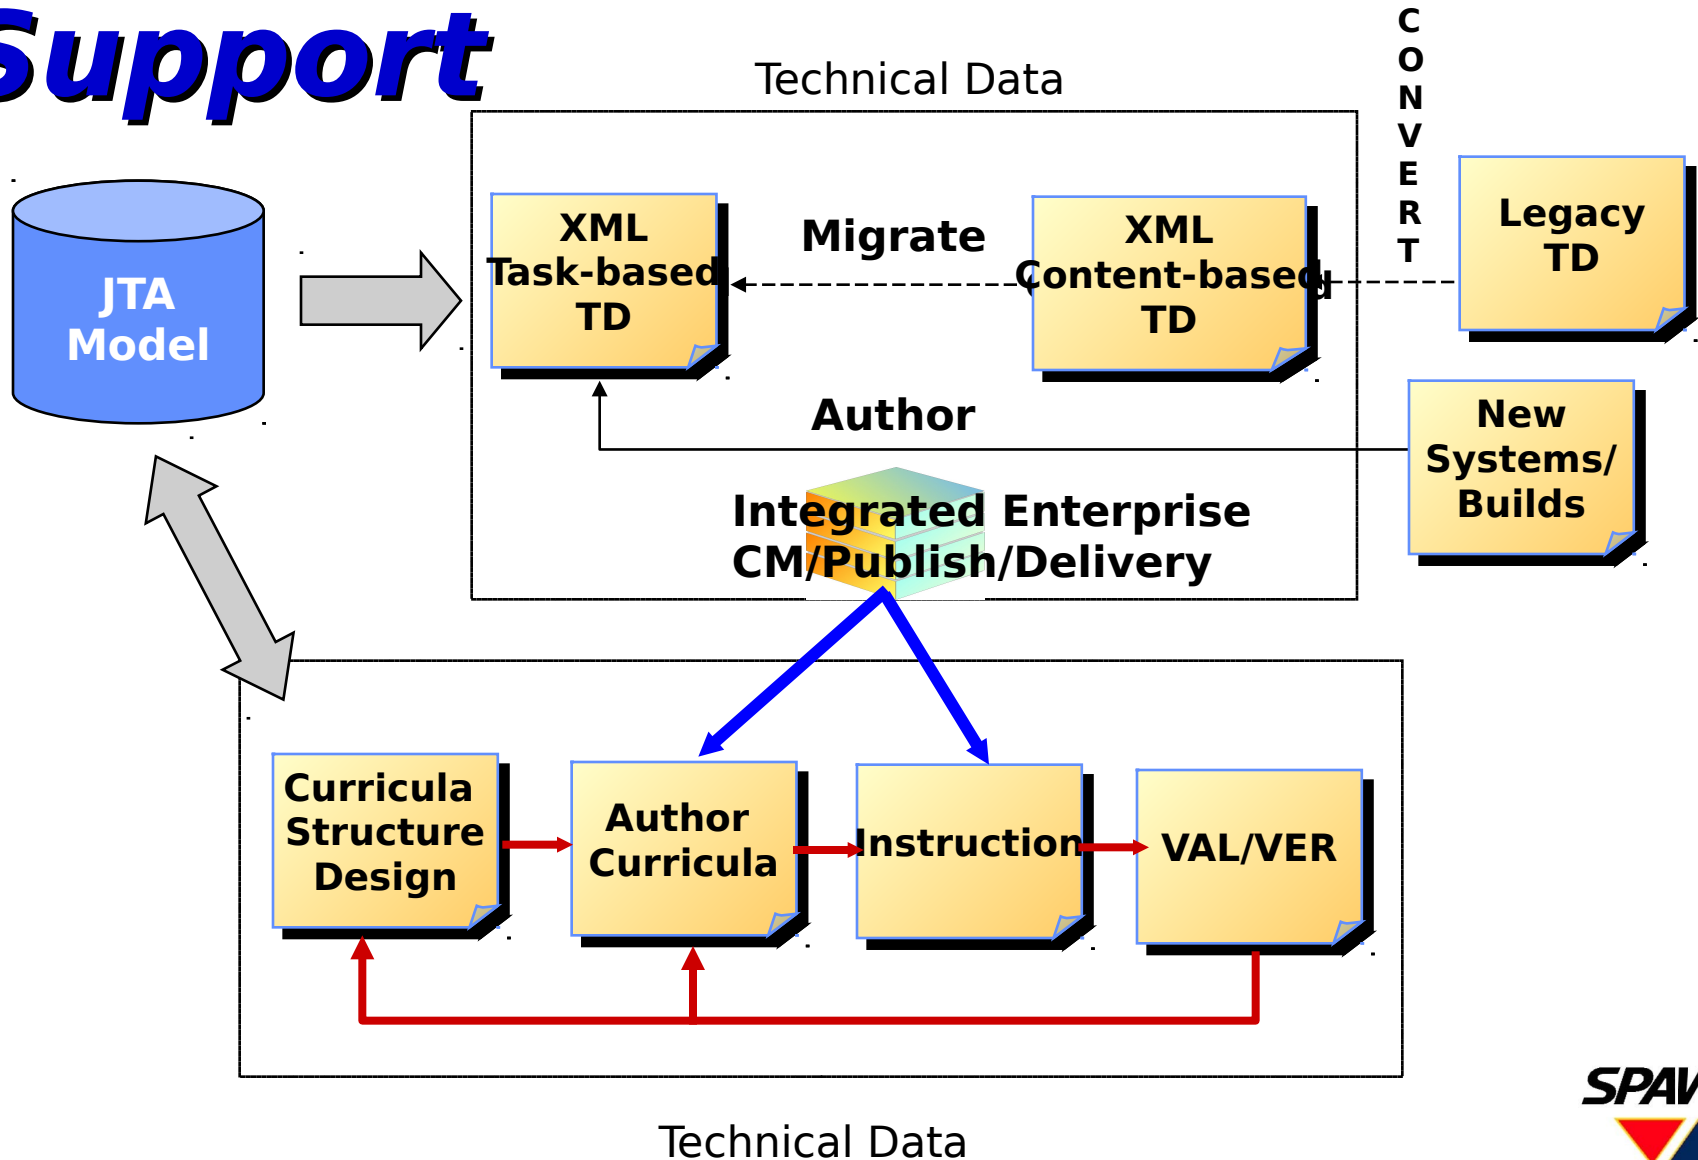 Support
Technical Data
C
O
N
V
E
R
T
JTA
Model
XML
Task-based
TD
Migrate
XML
Content-based
TD
Legacy
TD
Author
New
Systems/
Builds
Integrated Enterprise
CM/Publish/Delivery
Curricula
Structure
Design
Author
Curricula
Instruction
VAL/VER
Technical Data